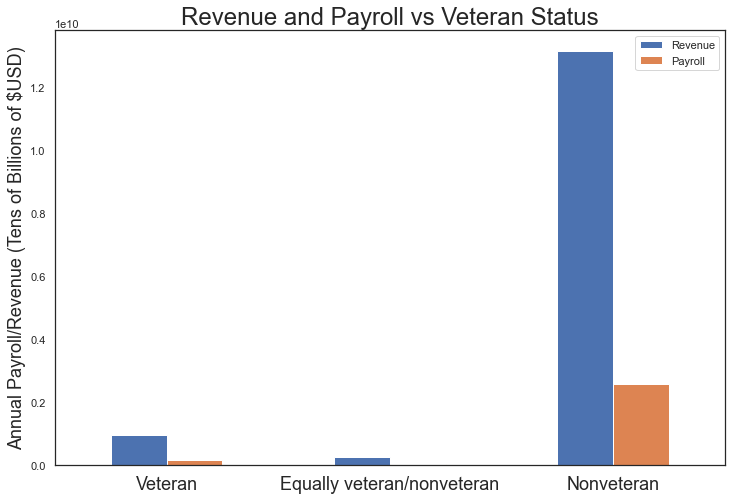 Revenue and Payroll vs Veteran Status
1e10
Revenue
Payroll
Annual Payroll/Revenue (Tens of Billions of $USD)
1.2
1.0
0.8
0.6
0.4
0.2
0.0
Veteran
Equally veteran/nonveteran
Nonveteran